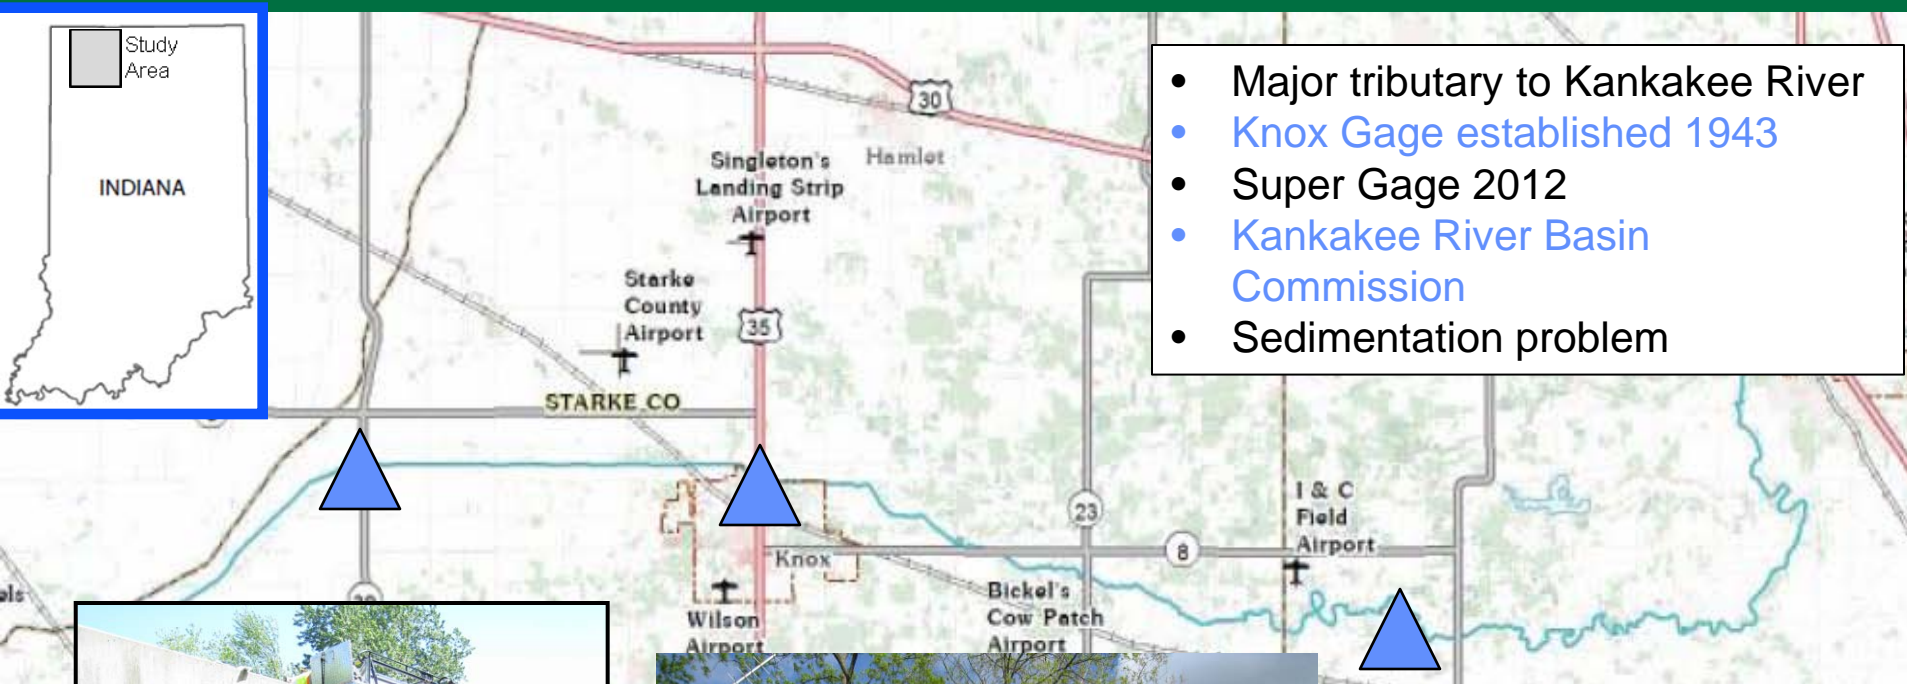 Study
Area
INDIANA
• Major tributary to Kankakee River
• Knox Gage established 1943
• Super Gage 2012
• Kankakee River Basin
Commission
• Sedimentation problem
30
Hamlet
Singleton's
Landing Strip
Airport
Starke
County
Airport
35
STARKE CO
23
8
I & C
Field
Airport
Knox
Bickel's
Cow Patch
Airport
Wilson
Airport